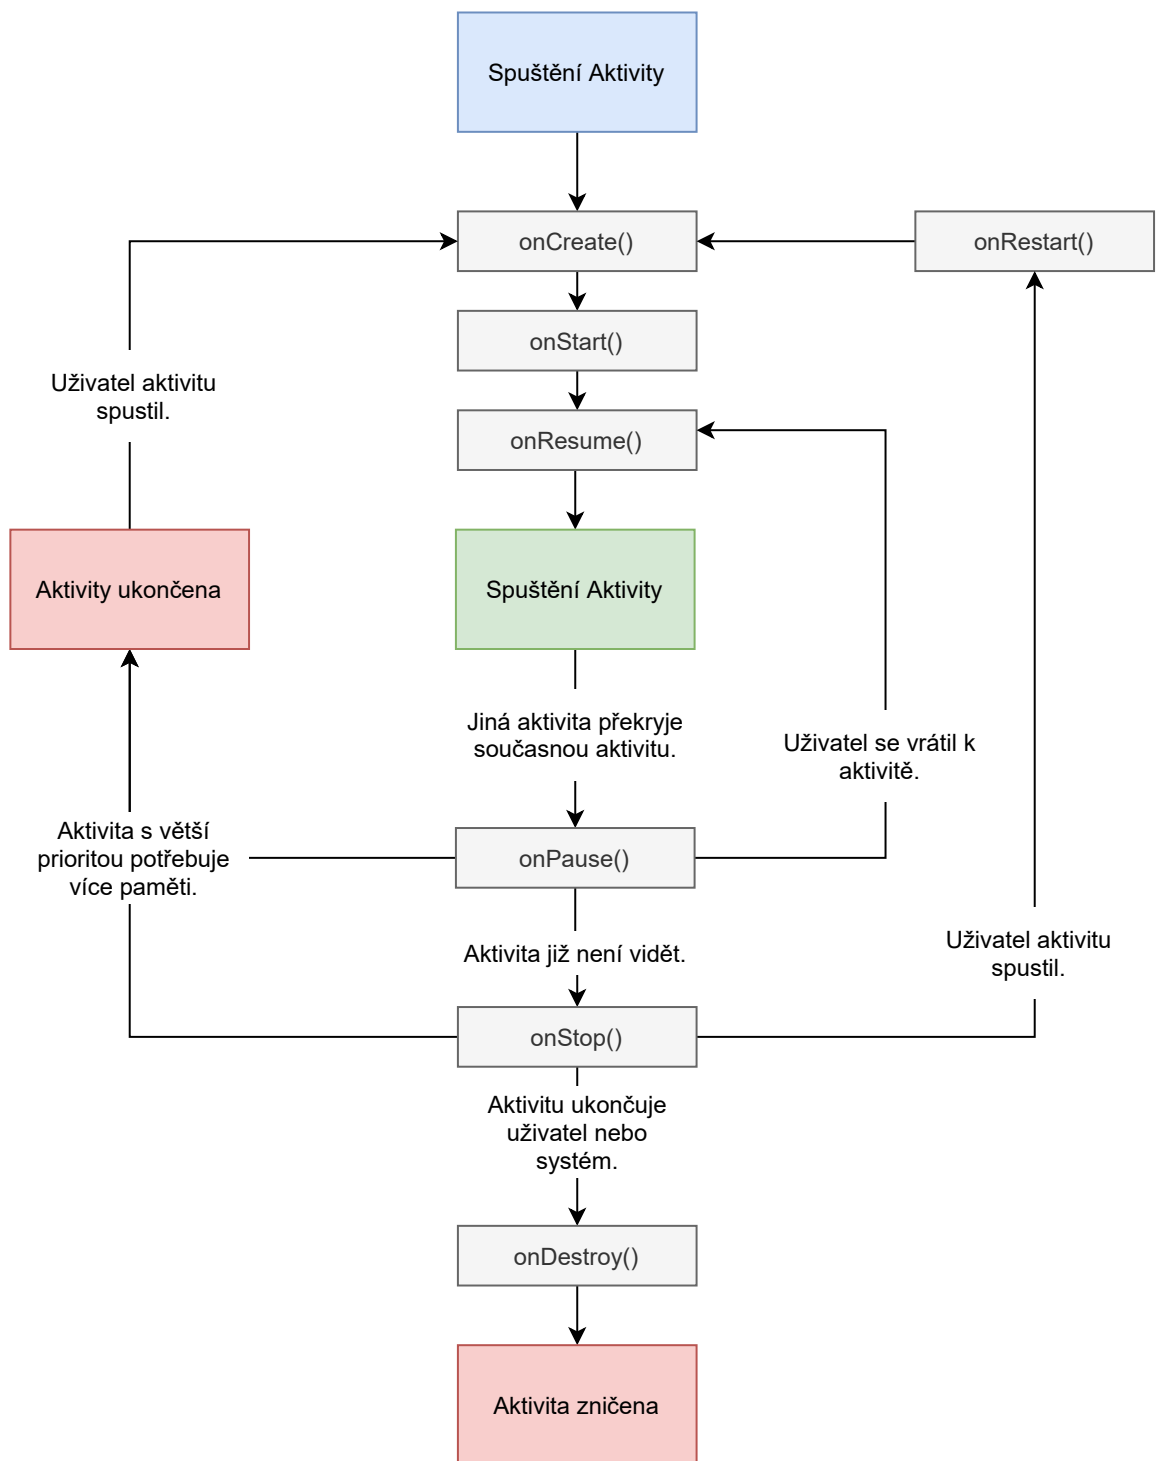 Spuštění Aktivity
onCreate()
onRestart()
onStart()
Uživatel aktivitu
spustil.
onResume()
Aktivity ukončena
Spuštění Aktivity
Jiná aktivita překryje
současnou aktivitu.
Uživatel se vrátil k
aktivitě.
Aktivita s větší
prioritou potřebuje
více paměti.
onPause()
Aktivita již není vidět.
Uživatel aktivitu
spustil.
onStop()
Aktivitu ukončuje
uživatel nebo
systém.
onDestroy()
Aktivita zničena